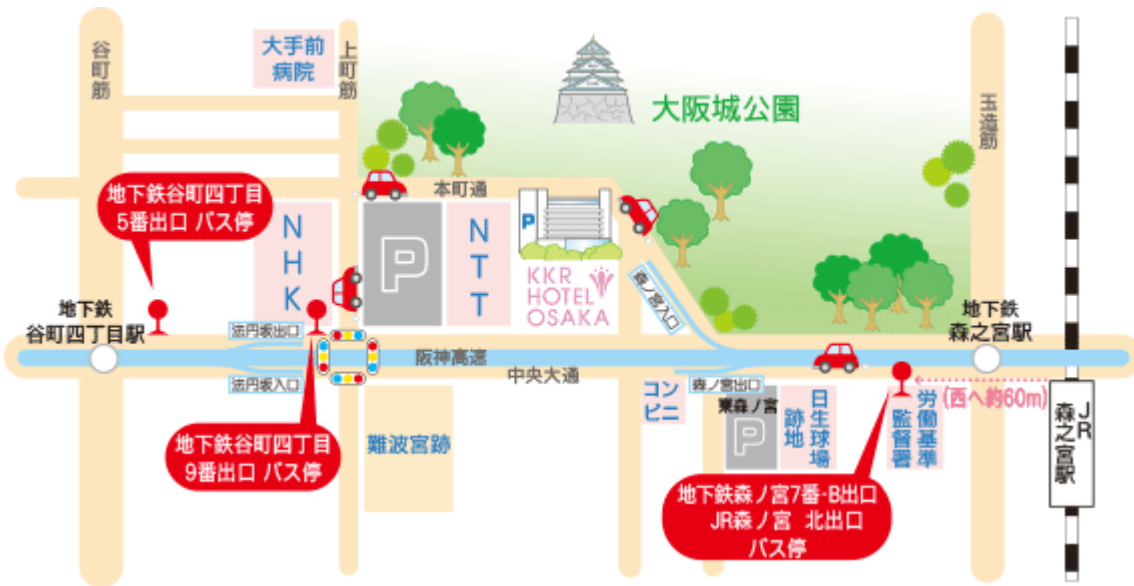 谷町筋
大手前
病院
上町筋
大阪城公園
玉造筋
本町通
地下鉄谷町四丁目
5番出口 バス停
NHK
P
NTT
P
KKR
HOTEL
OSAKA
森ノ宮入口
地下鉄
谷町四丁目駅
地下鉄
森之宮駅
法円坂出口
阪神高速
中央大通
法円坂入口
コン
ビニ
森ノ宮出口
東森ノ宮
P
日生球場
跡地
労働基準
監督署
(西へ約60m)
JR
森之宮駅
難波宮跡
地下鉄谷町四丁目
9番出口 バス停
地下鉄森ノ宮7番-B出口
JR森ノ宮 北出口
バス停